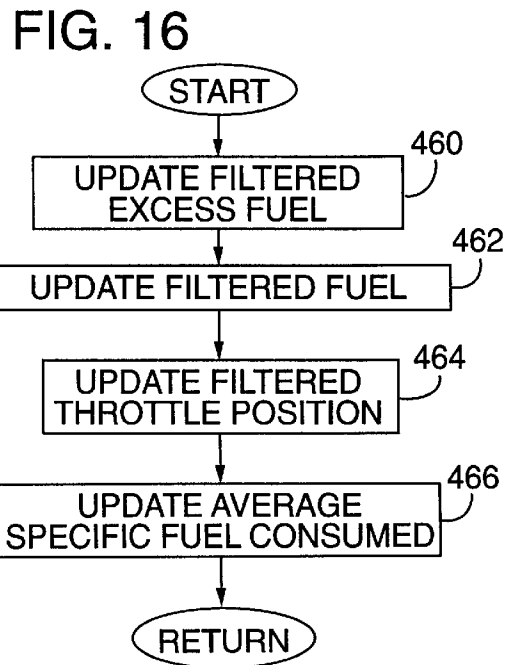 FIG. 16
START
460
UPDATE FILTERED
EXCESS FUEL
462
UPDATE FILTERED FUEL
464
UPDATE FILTERED
THROTTLE POSITION
466
UPDATE AVERAGE
SPECIFIC FUEL CONSUMED
RETURN